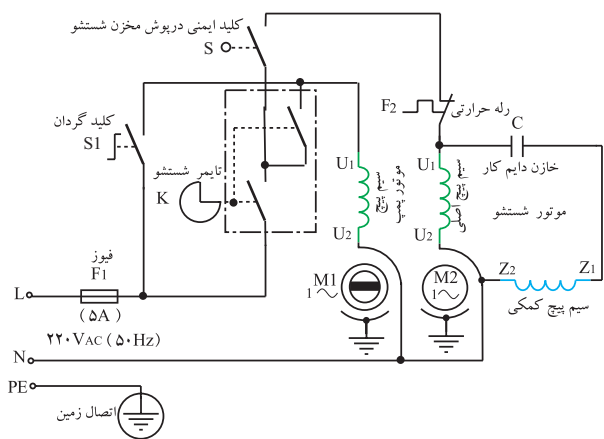 کلید ایمنی درپوش مخزن شستشو
S
کلید گردان
S1
F2
رله حرارتی
C
خازن دایم کار
تایمر شستشو
K
U1
سیم پیچ
موتور پمپ
U2
U1
سیم پیچ اصلی
U2
موتور شستشو
Z2
Z1
سیم پیچ کمکی
فیوز
F1
L
(۵A)
۲۲۰VAC (۵۰Hz)
M1
1
M2
1
N
PE
اتصال زمین